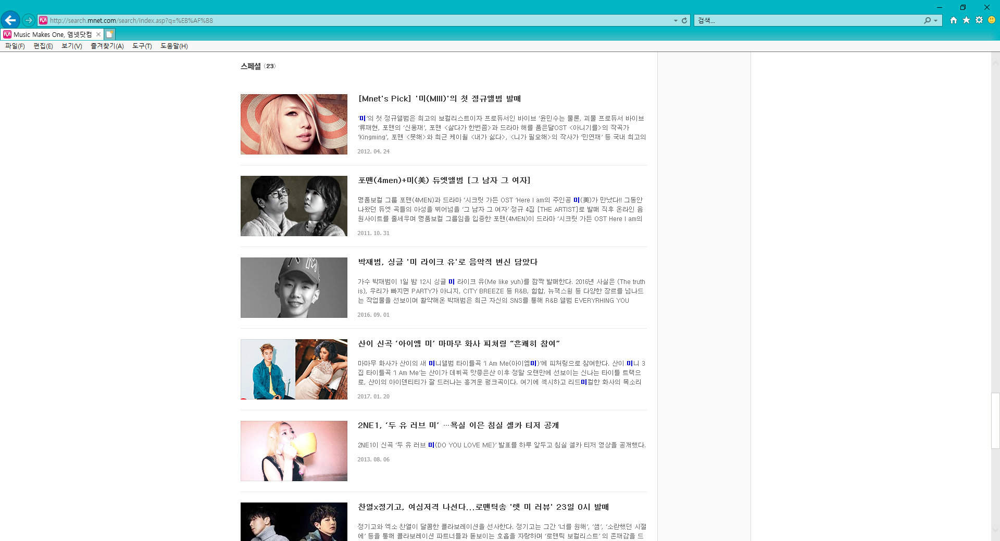 http://search.mnet.com/search/index.asp?q=%EB%AF%B8
검색...
Music Makes One, 엠넷닷컴
파일(F) 편집(E) 보기(V) 즐겨찾기(A) 도구(T) 도움말(H)
스페셜 (23)
[Mnet's Pick] '미(MIII)'의 첫 정규앨범 발매
'미'의 첫 정규앨범은 최고의 보컬리스트이자 프로듀서인 바이브 '윤민수는 물론, 괴물 프로듀서 바이브
'류재현, 포맨의 '신용재', 포맨 <살다가 한번쯤>과 드라마 해를 품은달OST <아니기를>의 작곡가
'Kingming', 포맨 <못해>와 최근 케이윌 <내가 싫다>, <니가 필요해>의 작사가 '민연재' 등 국내 최고의
2012. 04. 24
포맨(4men)+미(美) 듀엣앨범 [그 남자 그 여자]
명품보컬 그룹 포맨(4MEN)과 드라마 '시크릿 가든 OST 'Here I am의 주인공 미(美)가 만났다!! 그동안
나왔던 듀엣 곡들의 아성을 뛰어넘을 '그 남자 그 여자' 정규 4집 [THE ARTIST]로 발매 직후 온라인 음
원사이트를 줄세우며 명품보컬 그룹임을 입증한 포맨(4MEN)이 드라마 '시크릿 가든 OST Here I am의
2011. 10. 31
박재범, 싱글 '미 라이크 유'로 음악적 변신 담았다
가수 박재범이 1일 밤 12시 싱글 미 라이크 유(Me like yuh)를 깜짝 발매한다. 2016년 사실은 (The truth
is), 우리가 빠지면 PARTY가 아니지, CITY BREEZE 등 R&B, 힙합, 뉴잭스윙 등 다양한 장르를 넘나드
는 작업물을 선보이며 활약해온 박재범은 최근 자신의 SNS를 통해 R&B 앨범 EVERYRHING YOU
2016. 09. 01
산이 신곡 '아이엠 미' 마마무 화사 피쳐링 "흔쾌히 참여"
마마무 화사가 산이의 새 미니앨범 타이틀곡 'I Am Me(아이엠미)'에 피처링으로 참여한다. 산이 미니 3
집 타이틀곡 'I Am Me'는 산이가 데뷔곡 맛좋은산 이후 정말 오랜만에 선보이는 신나는 타이틀 트랙으
로, 산이의 아이덴티티가 잘 드러나는 흥겨운 펑크곡이다. 여기에 섹시하고 리드미컬한 화사의 목소리
2017. 01. 20
2NE1, '두 유 러브 미' …욕실 이은 침실 셀카 티저 공개
2NE1이 신곡 '두 유 러브 미(DO YOU LOVE ME)' 발표를 하루 앞두고 침실 셀카 티저 영상을 공개했다.
2013. 08. 06
찬열x정기고, 여심저격 나선다...로맨틱송 '렛 미 러뷰' 23일 0시 발매
정기고와 엑소 찬열이 달콤한 콜라보레이션을 선사한다. 정기고는 그간 '너를 원해', '썸', '소란했던 시절
에' 등을 통해 콜라보레이션 파트너들과 돋보이는 호흡을 자랑하며 '로맨틱 보컬리스트' 의 존재감을 드